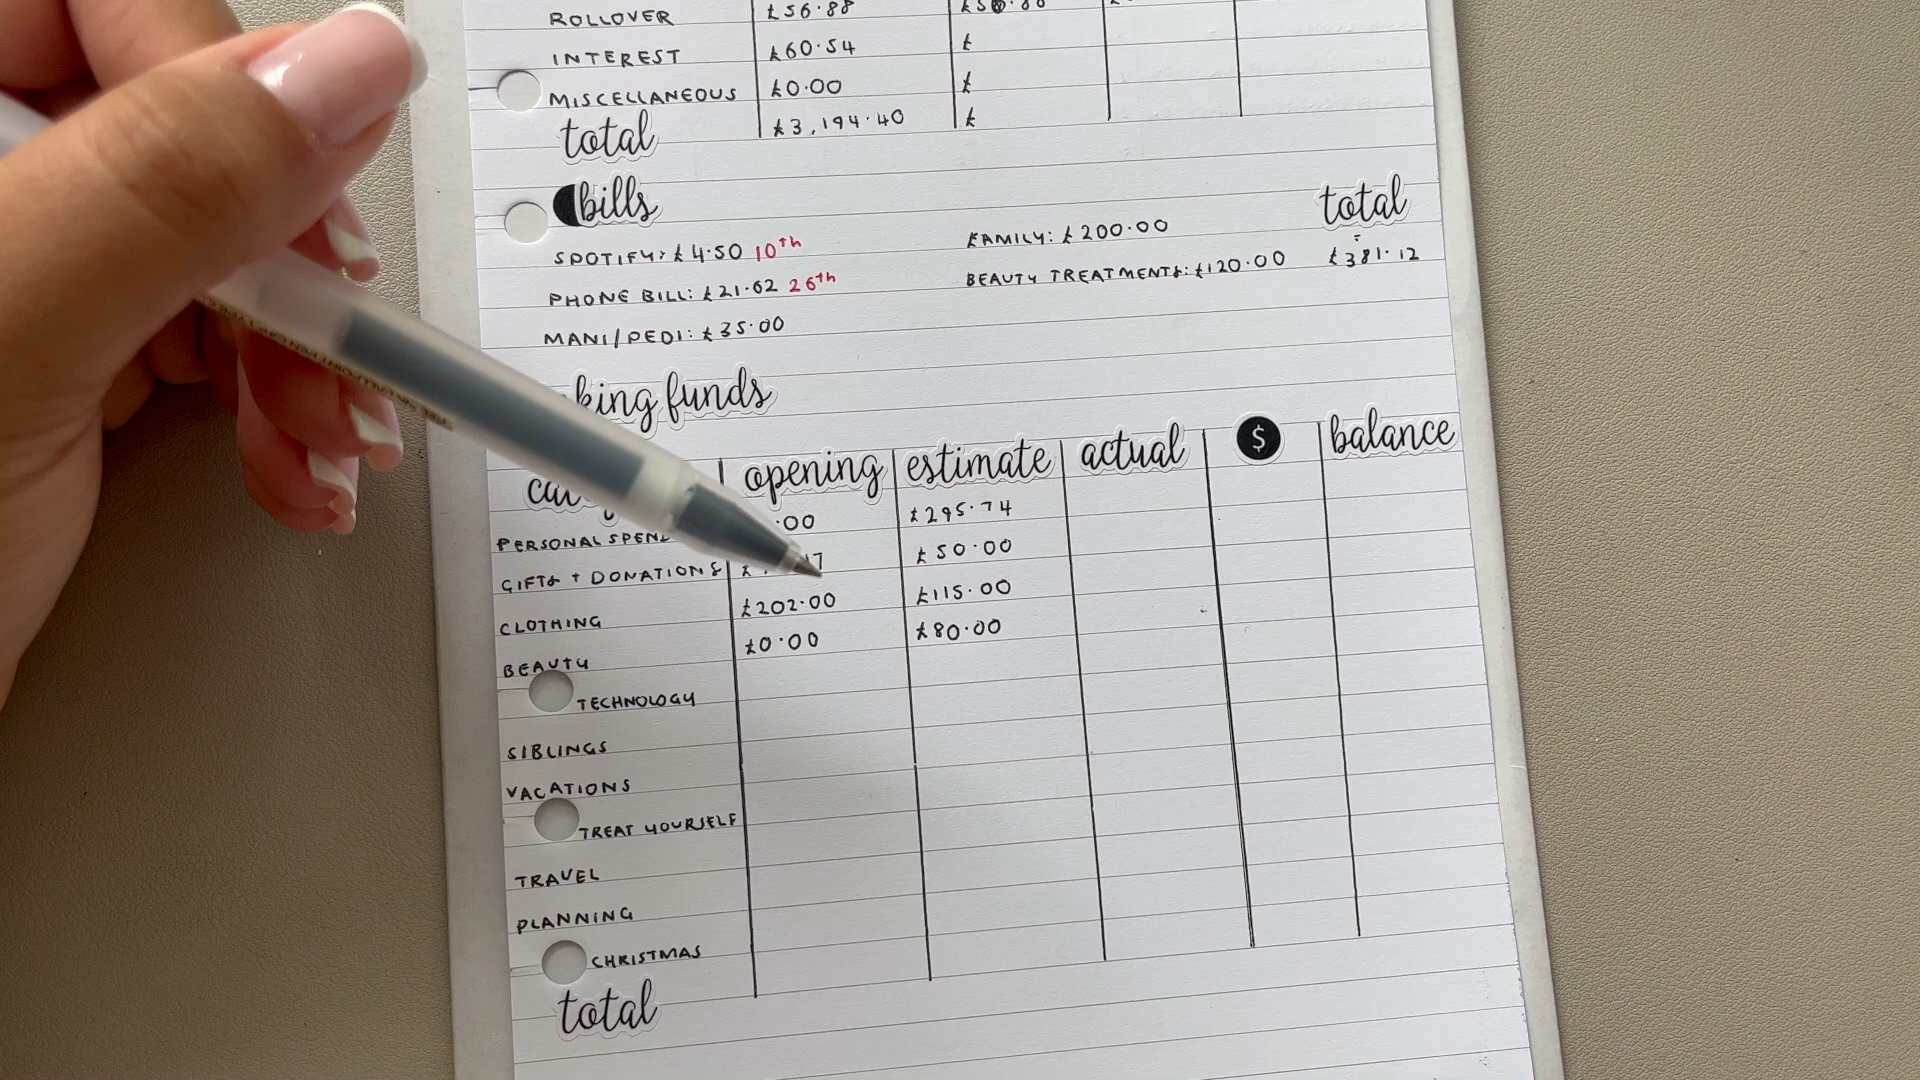 ROLLOVER £56.88
INTEREST £60.54 £
MISCELLANEOUS £0.00 £
total £3,194.40 £
bills total
SPOTIFY: £4.50 10th FAMILY: £200.00 £381.12
PHONE BILL: £21.62 26th BEAUTY TREATMENTS: £120.00
MANI/PEDI: £35.00
king funds
opening estimate actual $ balance
PERSONAL .00 £295.74
GIFTS + DONATIONS £ £50.00
CLOTHING £202.00 £115.00
BEAUTY £0.00 £80.00
TECHNOLOGY
SIBLINGS
VACATIONS
TREAT YOURSELF
TRAVEL
PLANNING
CHRISTMAS
total